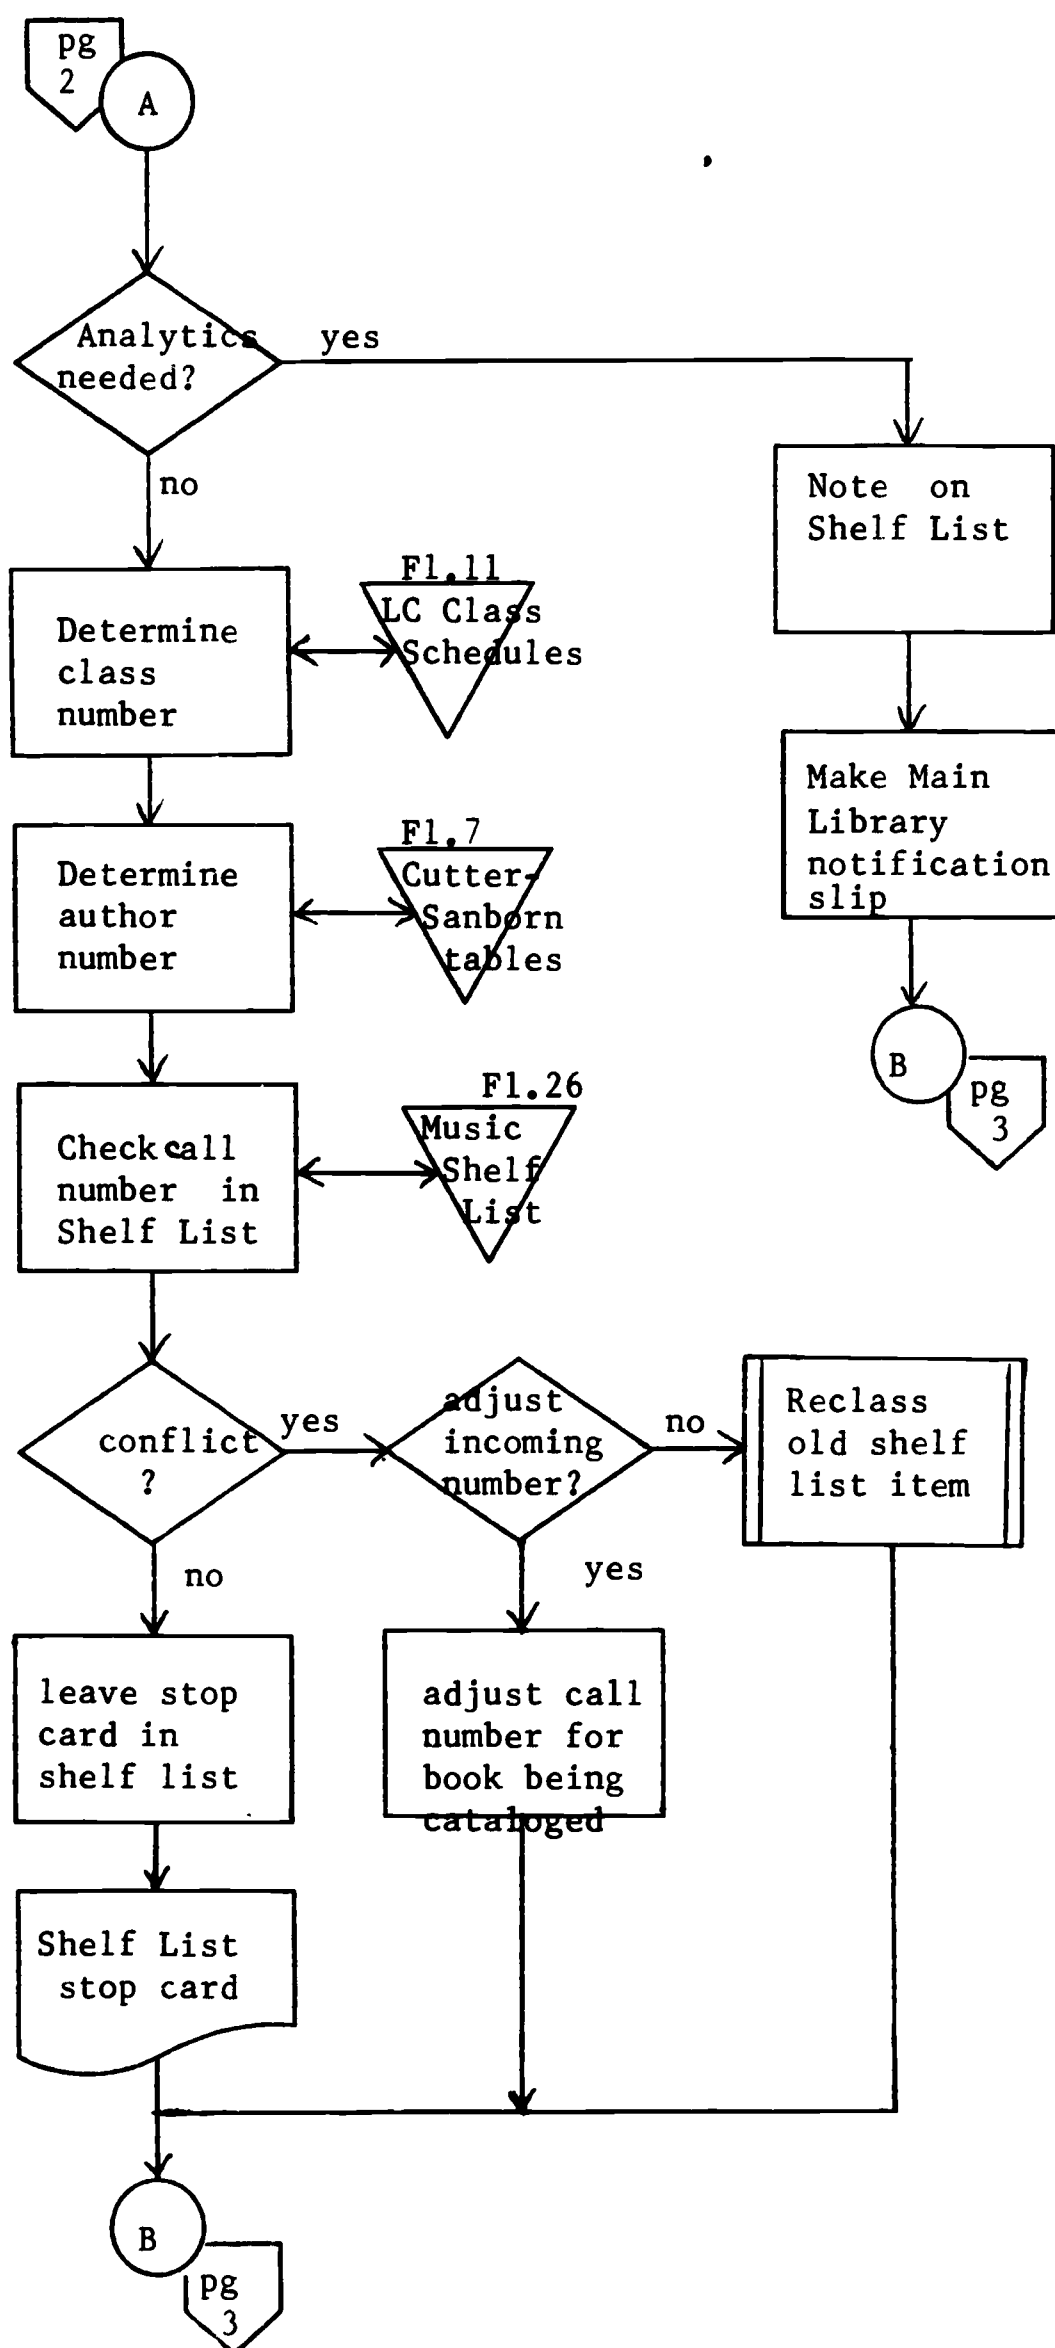 pg
2
A
Analytics
needed?
yes
no
Note on
Shelf List
Determine
class
number
Fl.11
LC Class
Schedules
Make Main
Library
notification
slip
Determine
author
number
Fl.7
Cutter-
Sanborn
tables
B
pg
3
Check call
number in
Shelf List
Fl.26
Music
Shelf
List
conflict
?
yes
adjust
incoming
number?
no
Reclass
old shelf
list item
no
yes
leave stop
card in
shelf list
adjust call
number for
book being
cataloged
Shelf List
stop card
B
pg
3